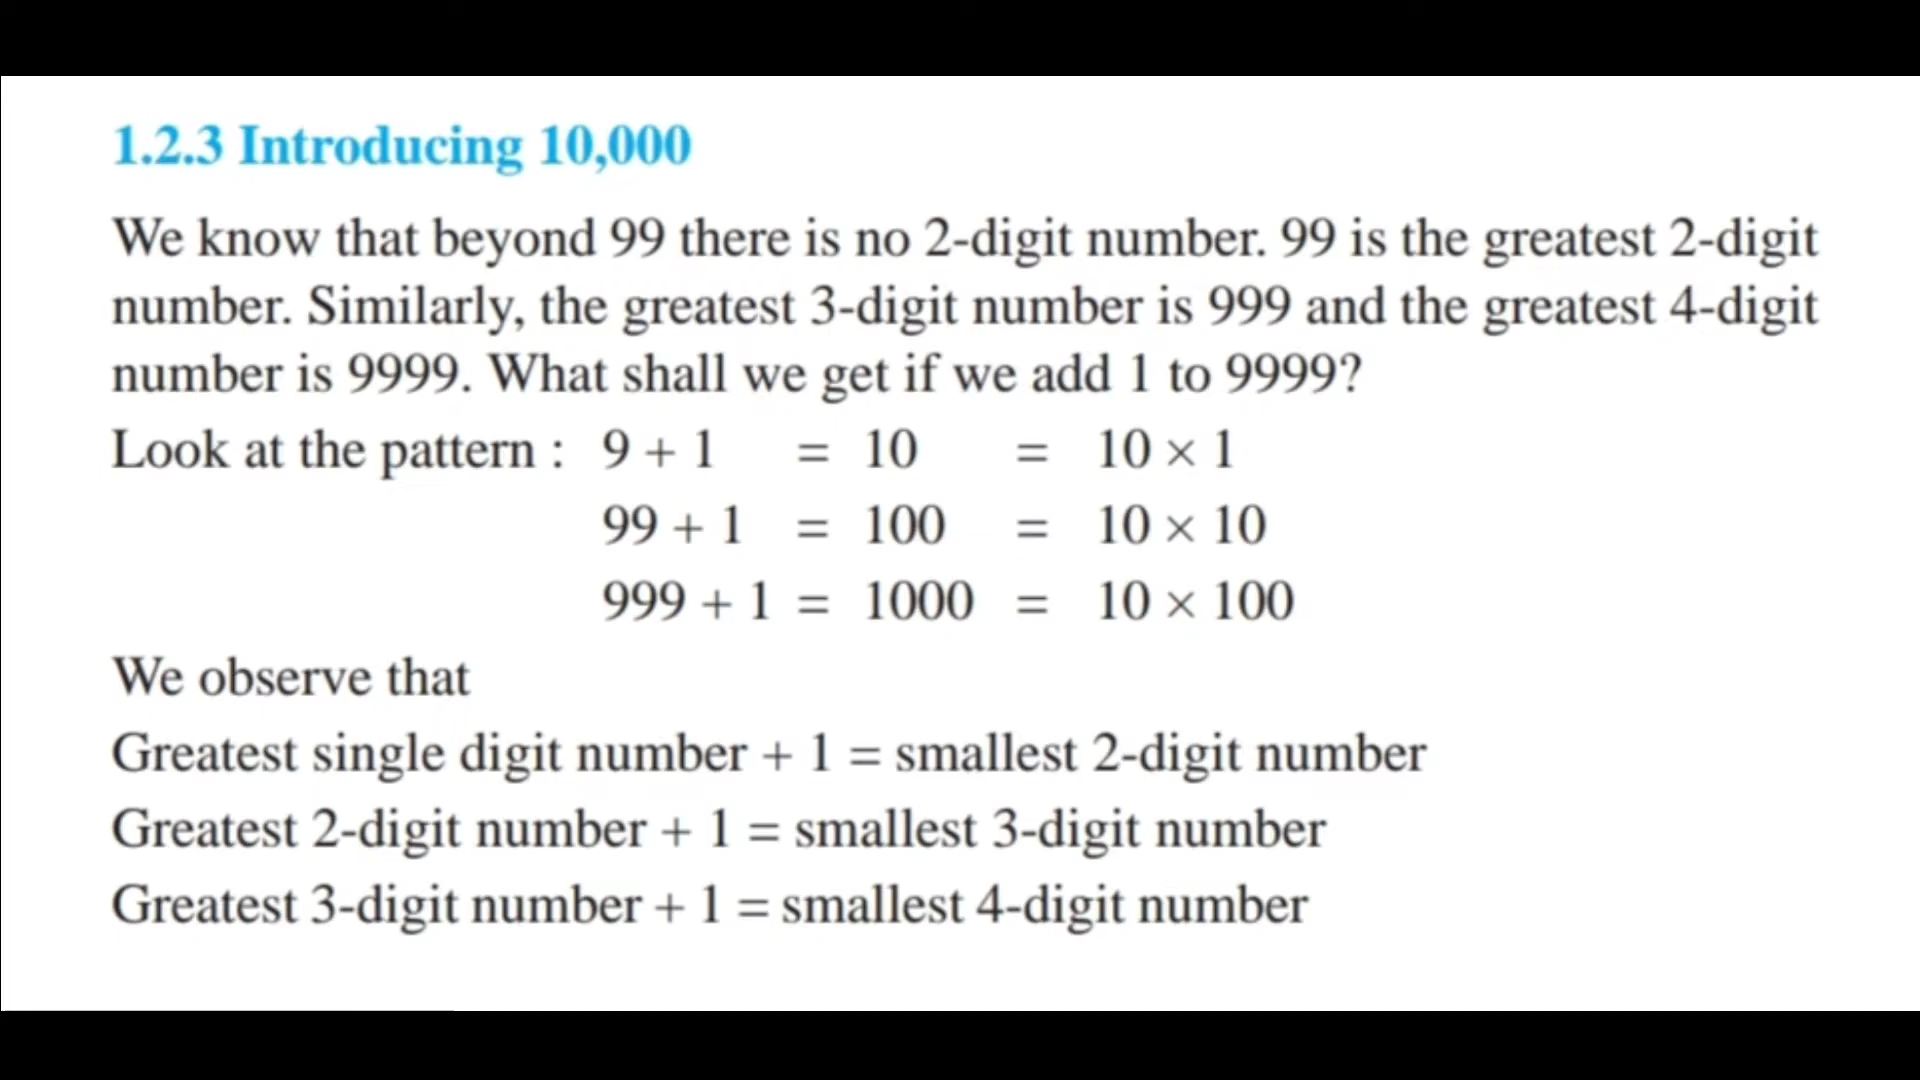 1.2.3 Introducing 10,000
We know that beyond 99 there is no 2-digit number. 99 is the greatest 2-digit
number. Similarly, the greatest 3-digit number is 999 and the greatest 4-digit
number is 9999. What shall we get if we add 1 to 9999?
Look at the pattern : 9 + 1 = 10 = 10 × 1
99 + 1 = 100 = 10 × 10
999 + 1 = 1000 = 10 × 100
We observe that
Greatest single digit number + 1 = smallest 2-digit number
Greatest 2-digit number + 1 = smallest 3-digit number
Greatest 3-digit number + 1 = smallest 4-digit number